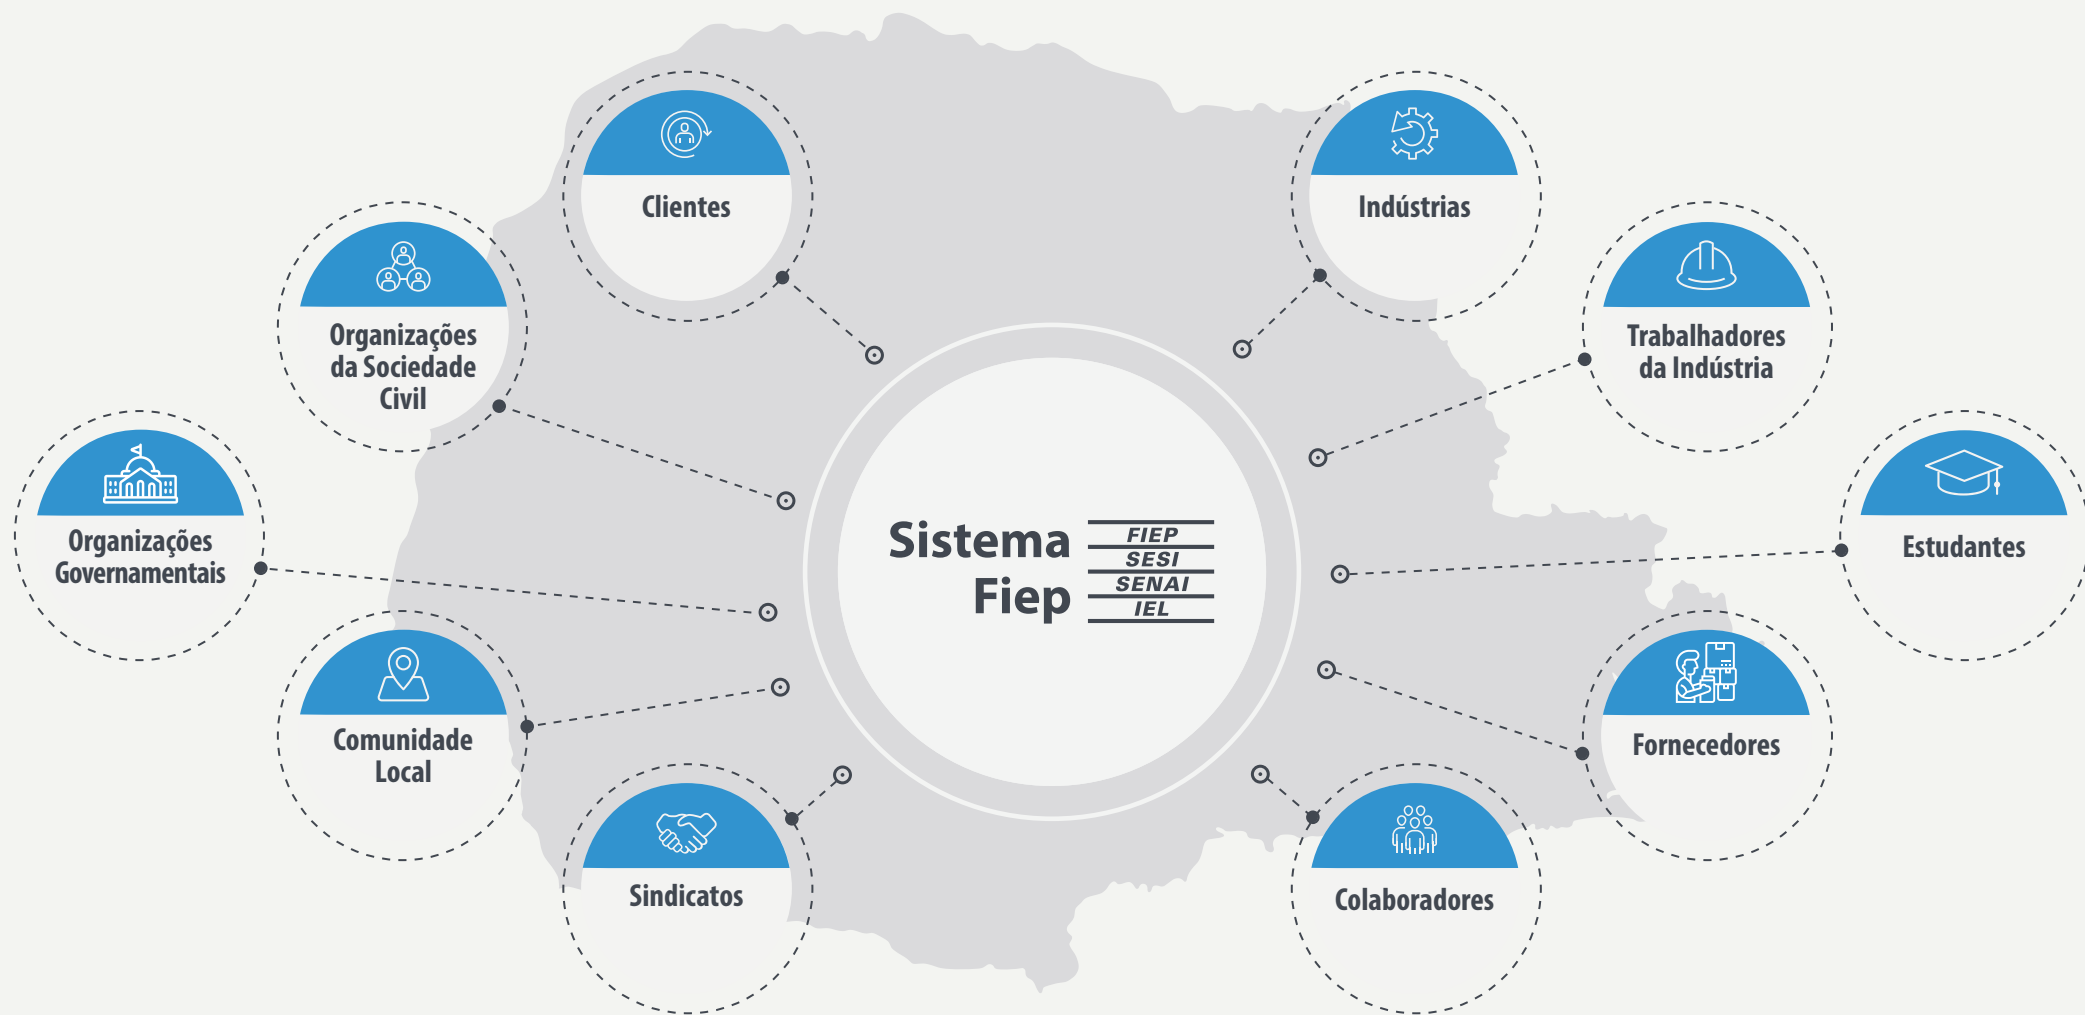 Clientes
Indústrias
Organizações
da Sociedade
Civil
Trabalhadores
da Indústria
Organizações
Governamentais
Estudantes
Sistema
Fiep
FIEP
SESI
SENAI
IEL
Comunidade
Local
Fornecedores
Sindicatos
Colaboradores